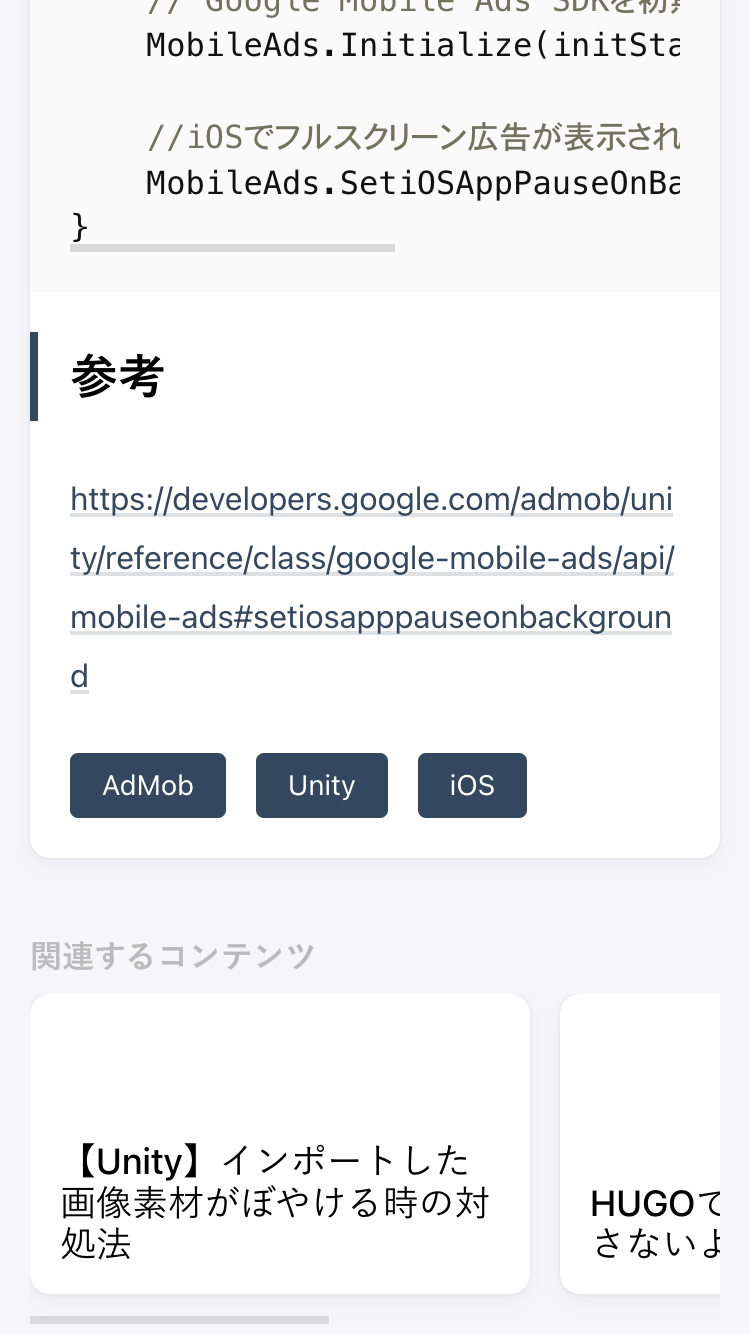 // Google Mobile Ads SDKを初
MobileAds.Initialize(initSta
//iOSでフルスクリーン広告が表示され
MobileAds.SetiOSAppPauseOnBa
}
参考
https://developers.google.com/admob/uni
ty/reference/class/google-mobile-ads/api/
mobile-ads#setiosapppauseonbackgroun
d
AdMob Unity iOS
関連するコンテンツ
【Unity】インポートした
画像素材がぼやける時の対
処法
HUGOで
さないよ